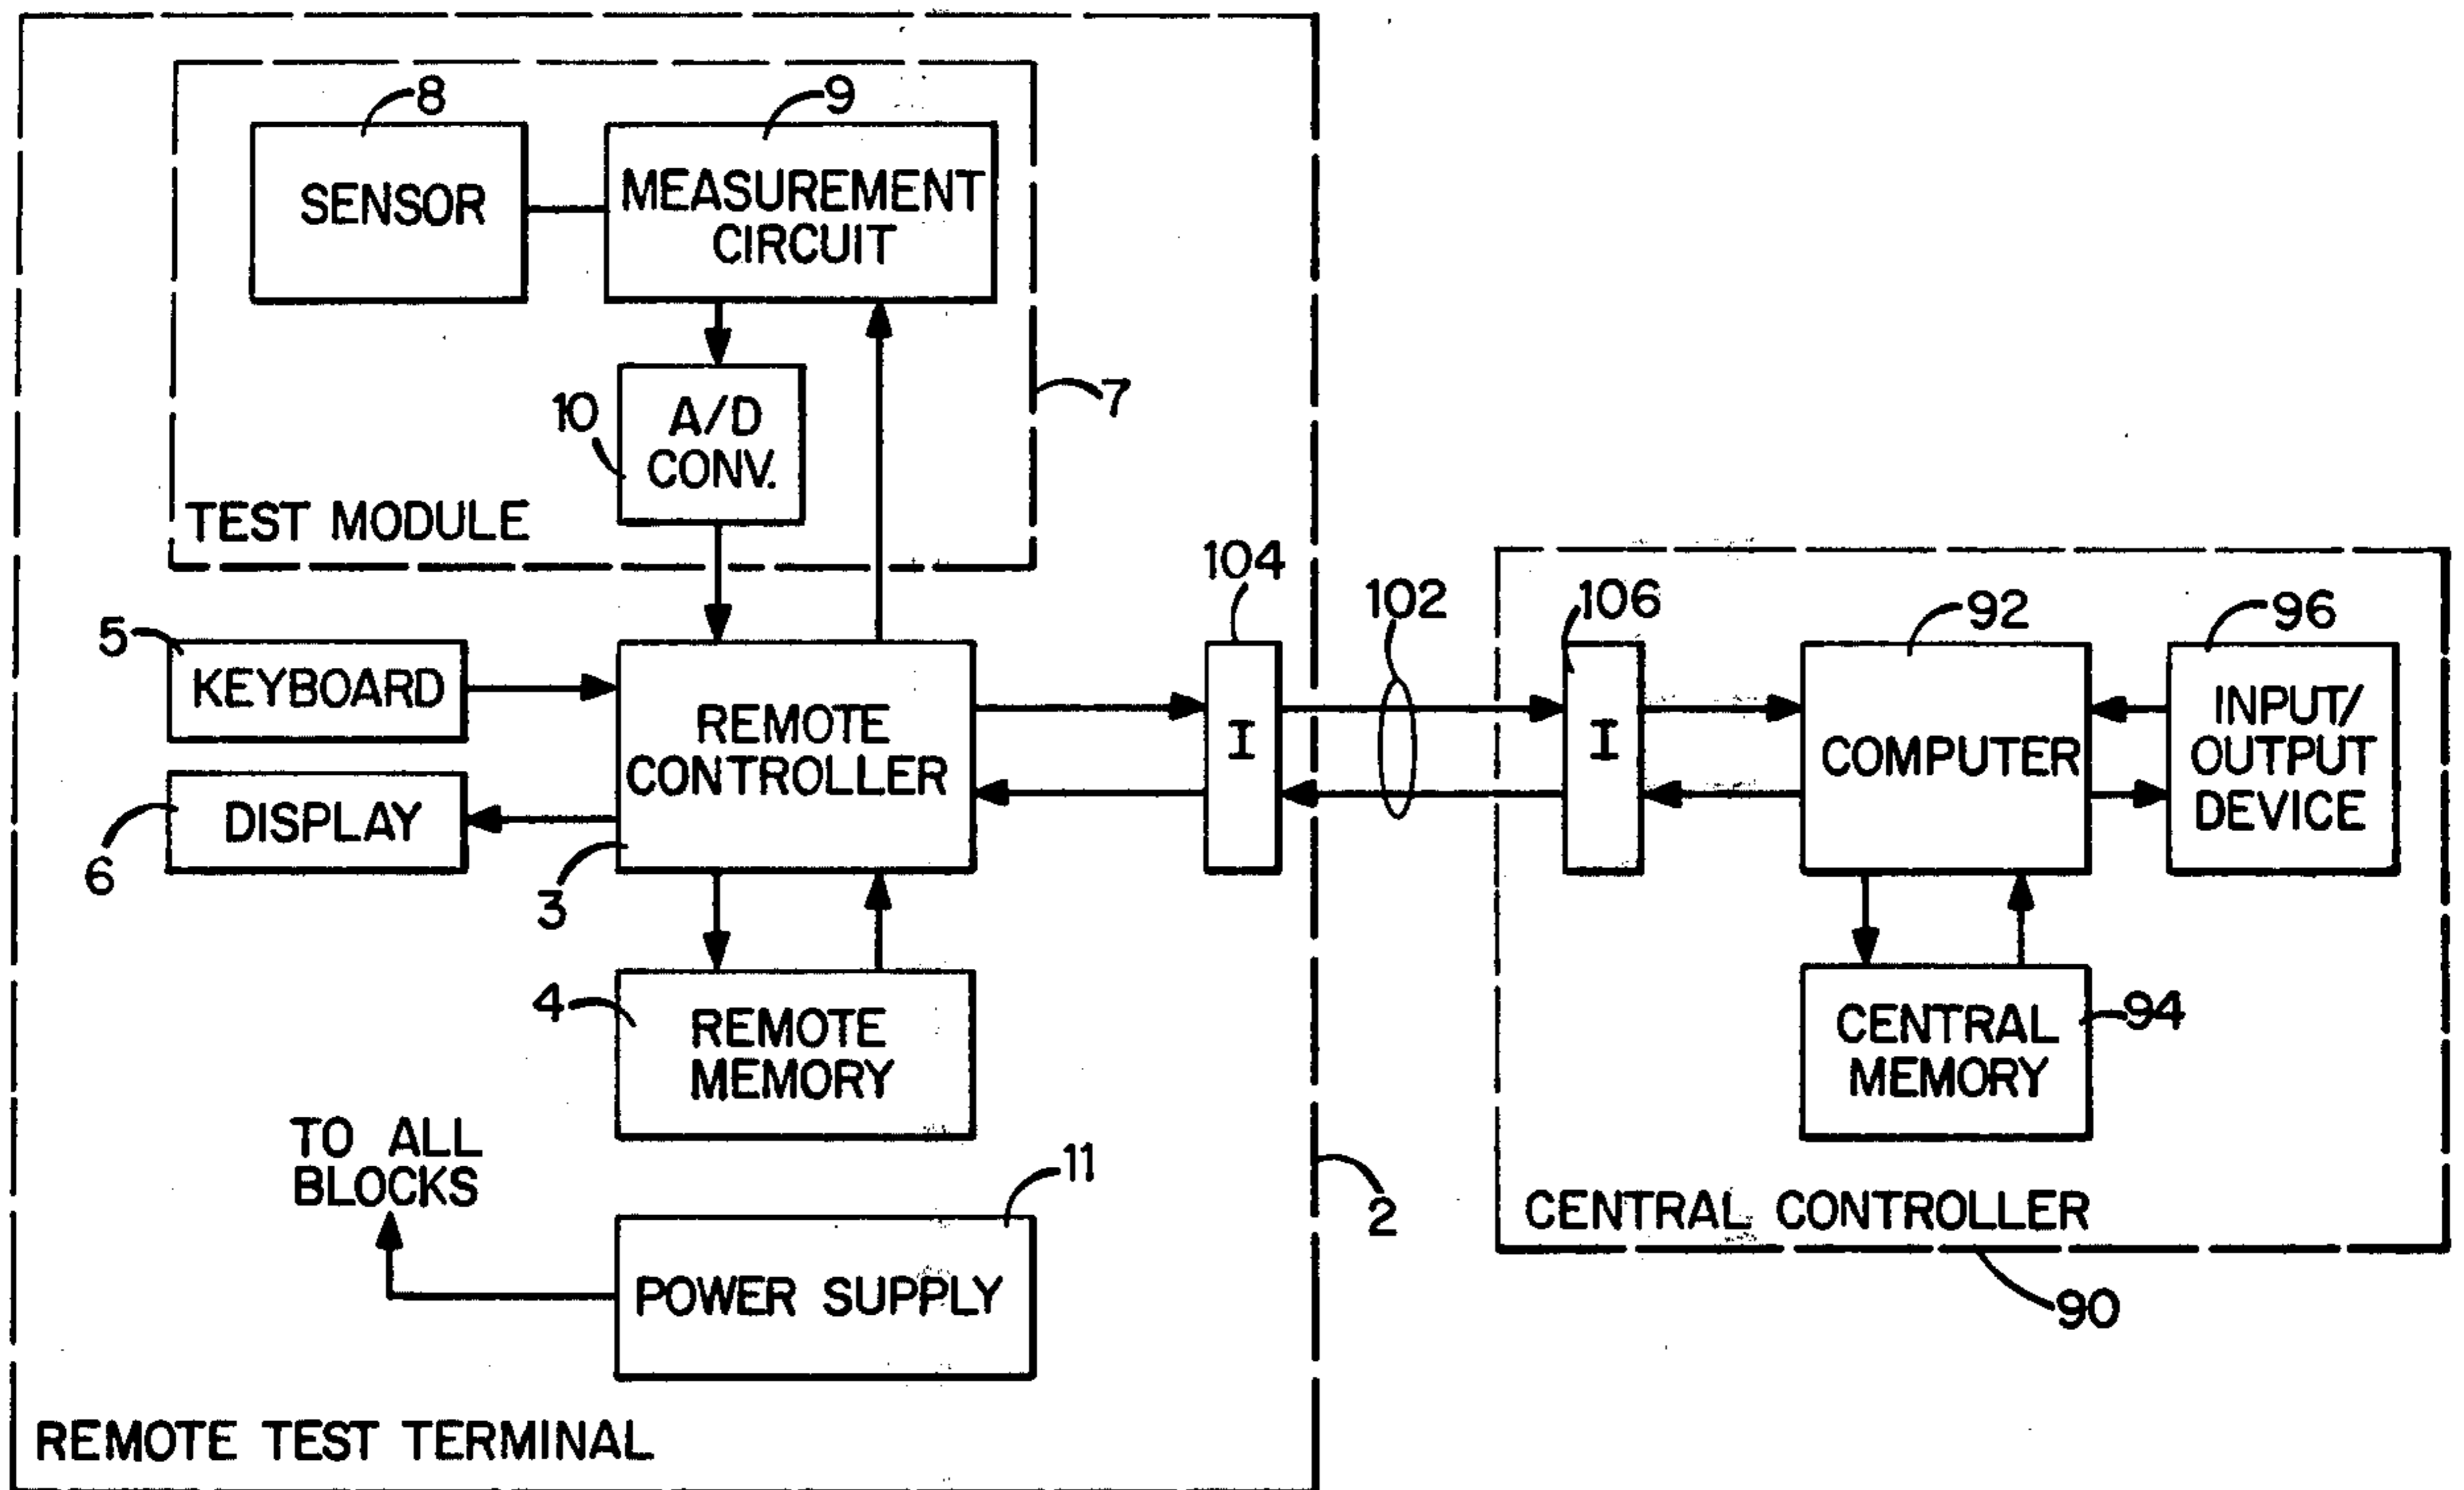 8
9
SENSOR
MEASUREMENT
CIRCUIT
10
A/D
CONV.
7
TEST MODULE
104
102
106
92
96
5
KEYBOARD
REMOTE
CONTROLLER
I
I
COMPUTER
INPUT/
OUTPUT
DEVICE
DISPLAY
6
3
4
REMOTE
MEMORY
CENTRAL
MEMORY
94
TO ALL
BLOCKS
11
2
CENTRAL CONTROLLER
POWER SUPPLY
90
REMOTE TEST TERMINAL